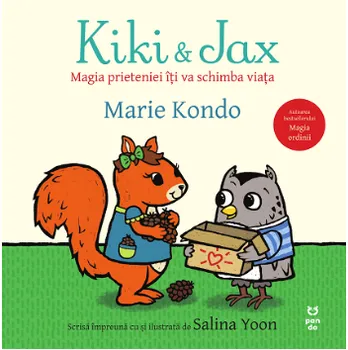 Kiki & Jax
Magia prieteniei îți va schimba viața
Marie Kondo
Autoarea
bestsellerului
Magia
ordinii
Scrisă împreună cu și ilustrată de Salina Yoon
pan
da